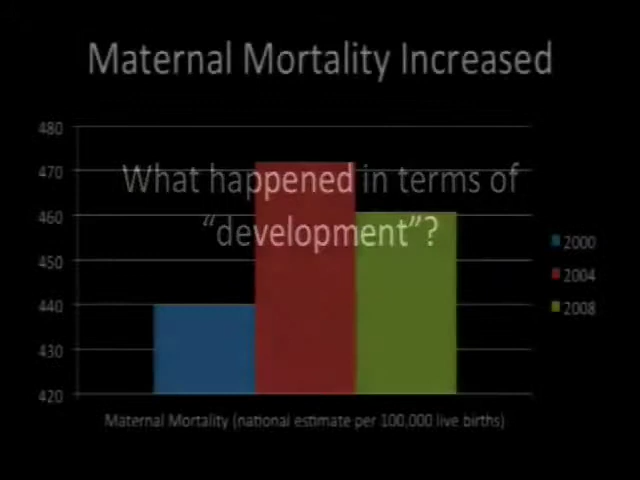 Maternal Mortality Increased
480
470
460
450
440
430
420
What happened in terms of
“development”?
2000
2004
2008
Maternal Mortality (national estimate per 100,000 live births)